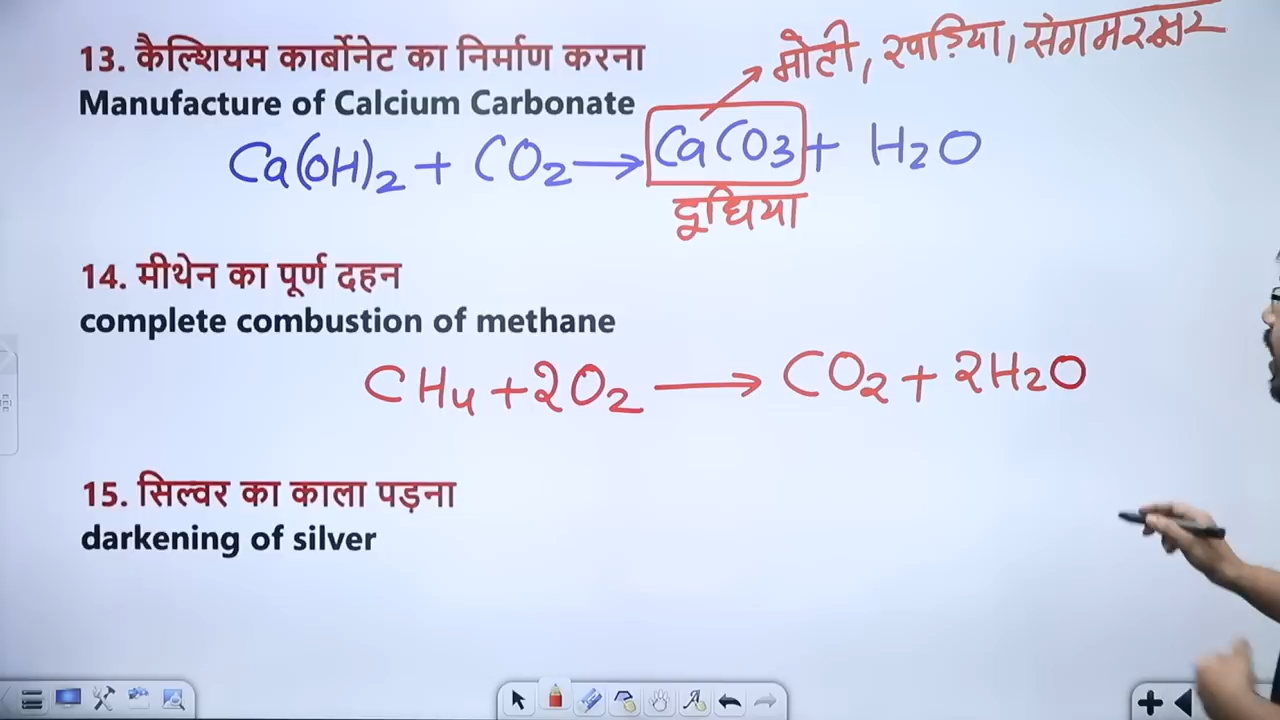 13. कैल्शियम कार्बोनेट का निर्माण करना
मोती, खड़िया, संगमरमर
Manufacture of Calcium Carbonate
Ca(OH)2 + CO2 → CaCO3 + H2O
दूधिया
14. मीथेन का पूर्ण दहन
complete combustion of methane
CH4 + 2O2 → CO2 + 2H2O
15. सिल्वर का काला पड़ना
darkening of silver